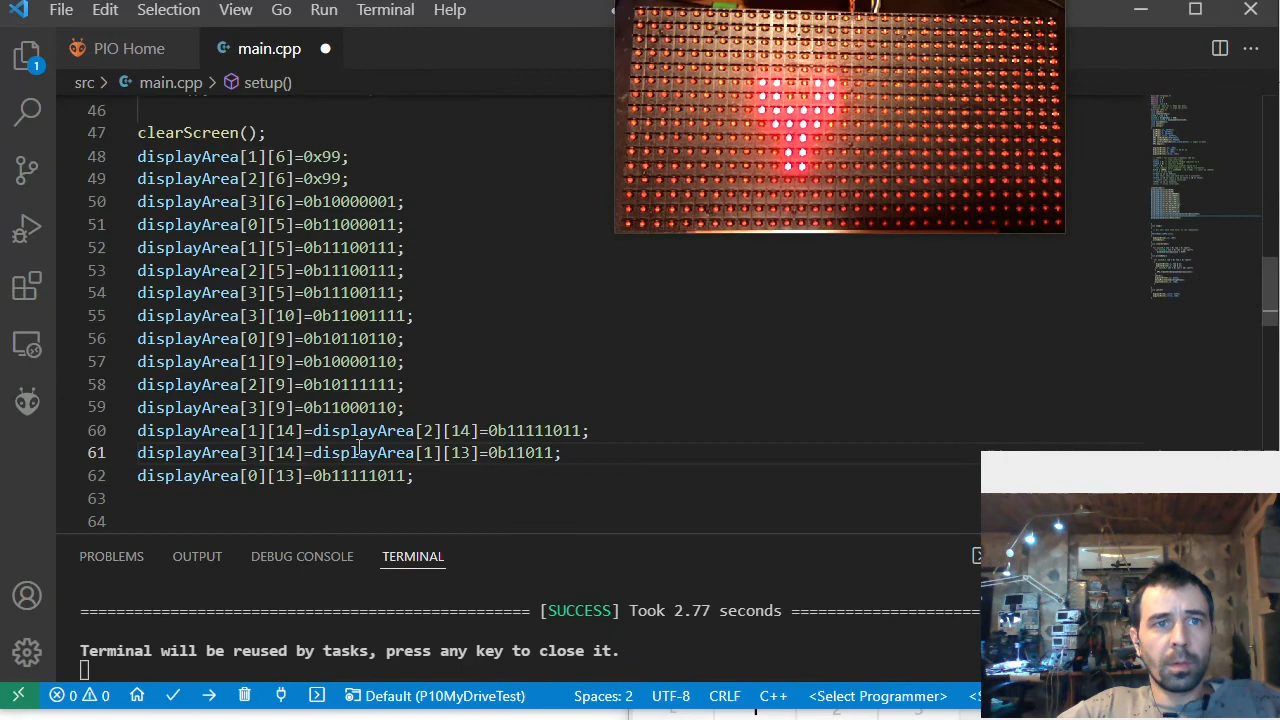 File Edit Selection View Go Run Terminal Help
PIO Home main.cpp
src > main.cpp > setup()
46
47 clearScreen();
48 displayArea[1][6]=0x99;
49 displayArea[2][6]=0x99;
50 displayArea[3][6]=0b10000001;
51 displayArea[0][5]=0b11000011;
52 displayArea[1][5]=0b11100111;
53 displayArea[2][5]=0b11100111;
54 displayArea[3][5]=0b11100111;
55 displayArea[3][10]=0b11001111;
56 displayArea[0][9]=0b10110110;
57 displayArea[1][9]=0b10000110;
58 displayArea[2][9]=0b10111111;
59 displayArea[3][9]=0b11000110;
60 displayArea[1][14]=displayArea[2][14]=0b11111011;
61 displayArea[3][14]=displayArea[1][13]=0b11011;
62 displayArea[0][13]=0b11111011;
63
64
1
PROBLEMS OUTPUT DEBUG CONSOLE TERMINAL
================================================== [SUCCESS] Took 2.77 seconds ====================
Terminal will be reused by tasks, press any key to close it.
0 0 Default (P10MyDriveTest) Spaces: 2 UTF-8 CRLF C++ <Select Programmer>